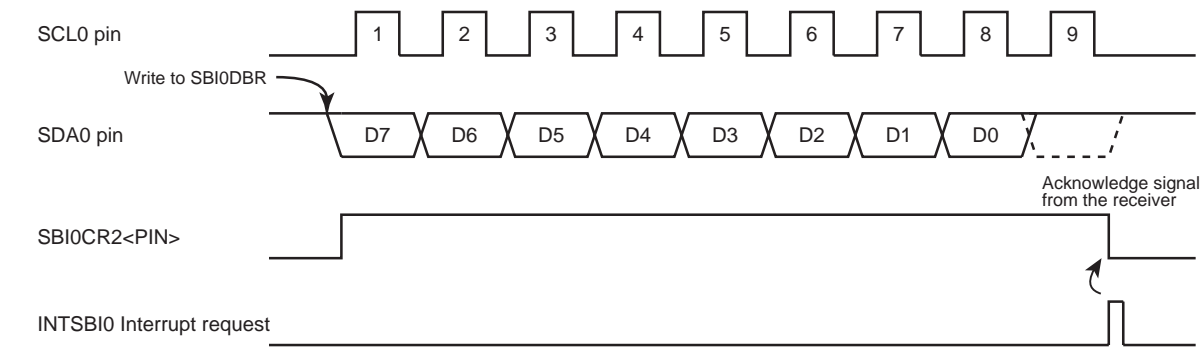 SCL0 pin
1 2 3 4 5 6 7 8 9
Write to SBI0DBR
SDA0 pin
D7 D6 D5 D4 D3 D2 D1 D0
Acknowledge signal
from the receiver
SBI0CR2<PIN>
INTSBI0 Interrupt request